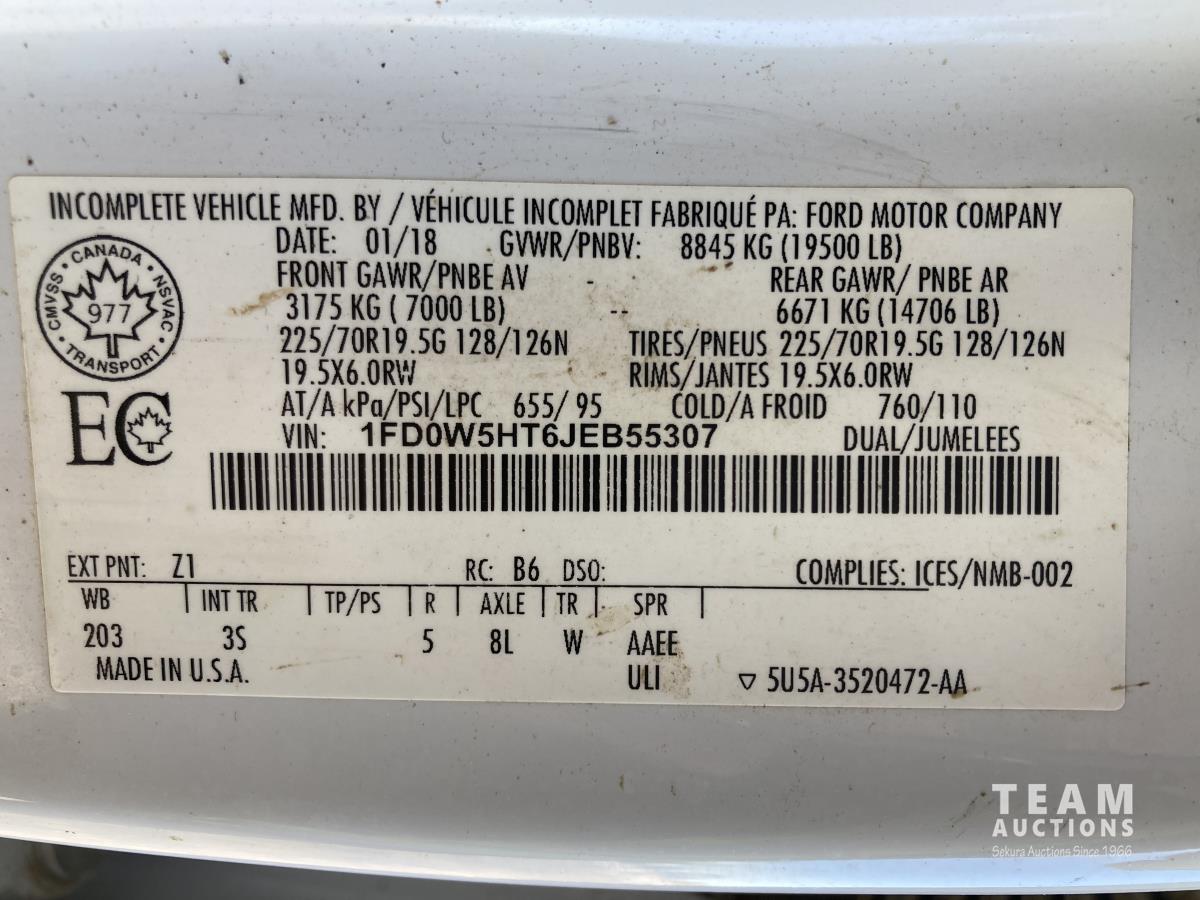 INCOMPLETE VEHICLE MFD. BY / VÉHICULE INCOMPLET FABRIQUÉ PA: FORD MOTOR COMPANY
DATE: 01/18 GVWR/PNBV: 8845 KG (19500 LB)
FRONT GAWR/PNBE AV - REAR GAWR/ PNBE AR
3175 KG ( 7000 LB) -- 6671 KG (14706 LB)
225/70R19.5G 128/126N TIRES/PNEUS 225/70R19.5G 128/126N
19.5X6.0RW RIMS/JANTES 19.5X6.0RW
AT/A kPa/PSI/LPC 655/ 95 COLD/A FROID 760/110
VIN: 1FD0W5HT6JEB55307 DUAL/JUMELEES
CMVSS • CANADA • NSVAC • TRANSPORT •
977
EC
EXT PNT: Z1 RC: B6 DSO: COMPLIES: ICES/NMB-002
WB | INT TR | TP/PS | R | AXLE | TR | SPR |
203 3S 5 8L W AAEE
MADE IN U.S.A. ULI ▽ 5U5A-3520472-AA
TEAM
AUCTIONS
Sekura Auctions Since 1966